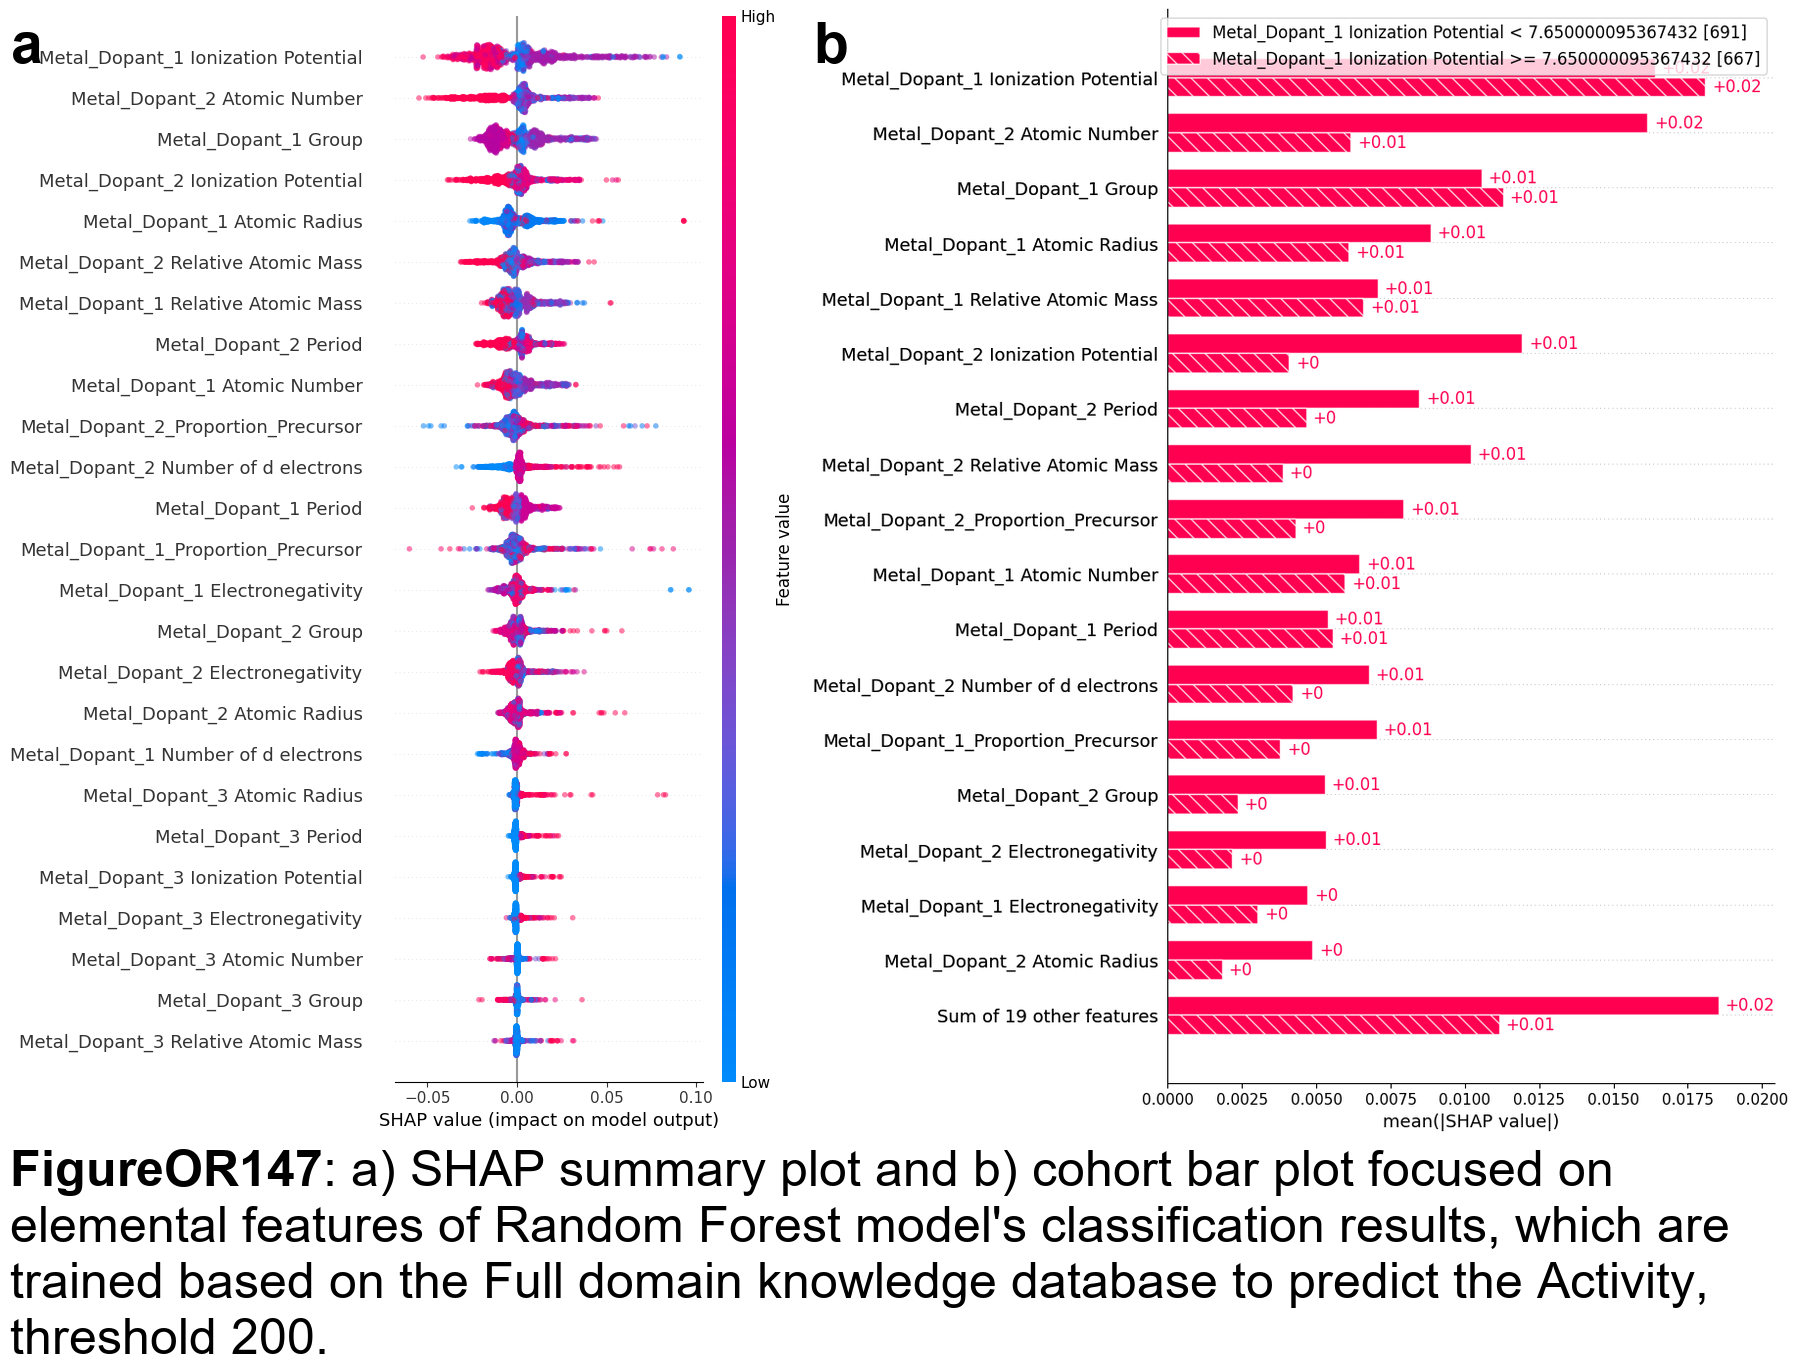 a
High
Metal_Dopant_1 Ionization Potential
Metal_Dopant_2 Atomic Number
Metal_Dopant_1 Group
Metal_Dopant_2 Ionization Potential
Metal_Dopant_1 Atomic Radius
Metal_Dopant_2 Relative Atomic Mass
Metal_Dopant_1 Relative Atomic Mass
Metal_Dopant_2 Period
Metal_Dopant_1 Atomic Number
Metal_Dopant_2_Proportion_Precursor
Metal_Dopant_2 Number of d electrons
Metal_Dopant_1 Period
Metal_Dopant_1_Proportion_Precursor
Metal_Dopant_1 Electronegativity
Metal_Dopant_2 Group
Metal_Dopant_2 Electronegativity
Metal_Dopant_2 Atomic Radius
Metal_Dopant_1 Number of d electrons
Metal_Dopant_3 Atomic Radius
Metal_Dopant_3 Period
Metal_Dopant_3 Ionization Potential
Metal_Dopant_3 Electronegativity
Metal_Dopant_3 Atomic Number
Metal_Dopant_3 Group
Metal_Dopant_3 Relative Atomic Mass
Low
Feature value
−0.05 0.00 0.05 0.10
SHAP value (impact on model output)
b
Metal_Dopant_1 Ionization Potential < 7.650000095367432 [691]
Metal_Dopant_1 Ionization Potential >= 7.650000095367432 [667]
+0.02
Metal_Dopant_1 Ionization Potential
+0.02
+0.02
Metal_Dopant_2 Atomic Number
+0.01
+0.01
Metal_Dopant_1 Group
+0.01
+0.01
Metal_Dopant_1 Atomic Radius
+0.01
+0.01
Metal_Dopant_1 Relative Atomic Mass
+0.01
+0.01
Metal_Dopant_2 Ionization Potential
+0
+0.01
Metal_Dopant_2 Period
+0
+0.01
Metal_Dopant_2 Relative Atomic Mass
+0
+0.01
Metal_Dopant_2_Proportion_Precursor
+0
+0.01
Metal_Dopant_1 Atomic Number
+0.01
+0.01
Metal_Dopant_1 Period
+0.01
+0.01
Metal_Dopant_2 Number of d electrons
+0
+0.01
Metal_Dopant_1_Proportion_Precursor
+0
+0.01
Metal_Dopant_2 Group
+0
+0.01
Metal_Dopant_2 Electronegativity
+0
+0
Metal_Dopant_1 Electronegativity
+0
+0
Metal_Dopant_2 Atomic Radius
+0
+0.02
Sum of 19 other features
+0.01
0.0000 0.0025 0.0050 0.0075 0.0100 0.0125 0.0150 0.0175 0.0200
mean(|SHAP value|)
FigureOR147: a) SHAP summary plot and b) cohort bar plot focused on
elemental features of Random Forest model's classification results, which are
trained based on the Full domain knowledge database to predict the Activity,
threshold 200.